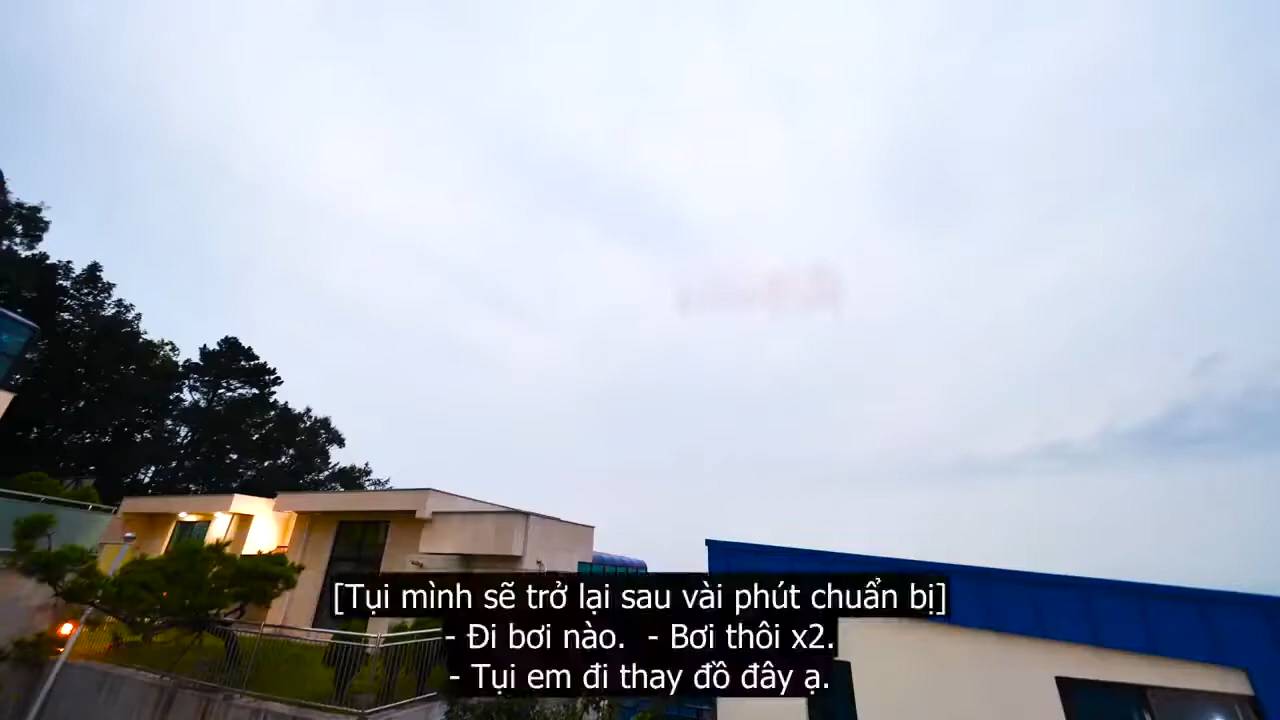 [Tụi mình sẽ trở lại sau vài phút chuẩn bị]
- Đi bơi nào.  - Bơi thôi x2.
- Tụi em đi thay đồ đây ạ.